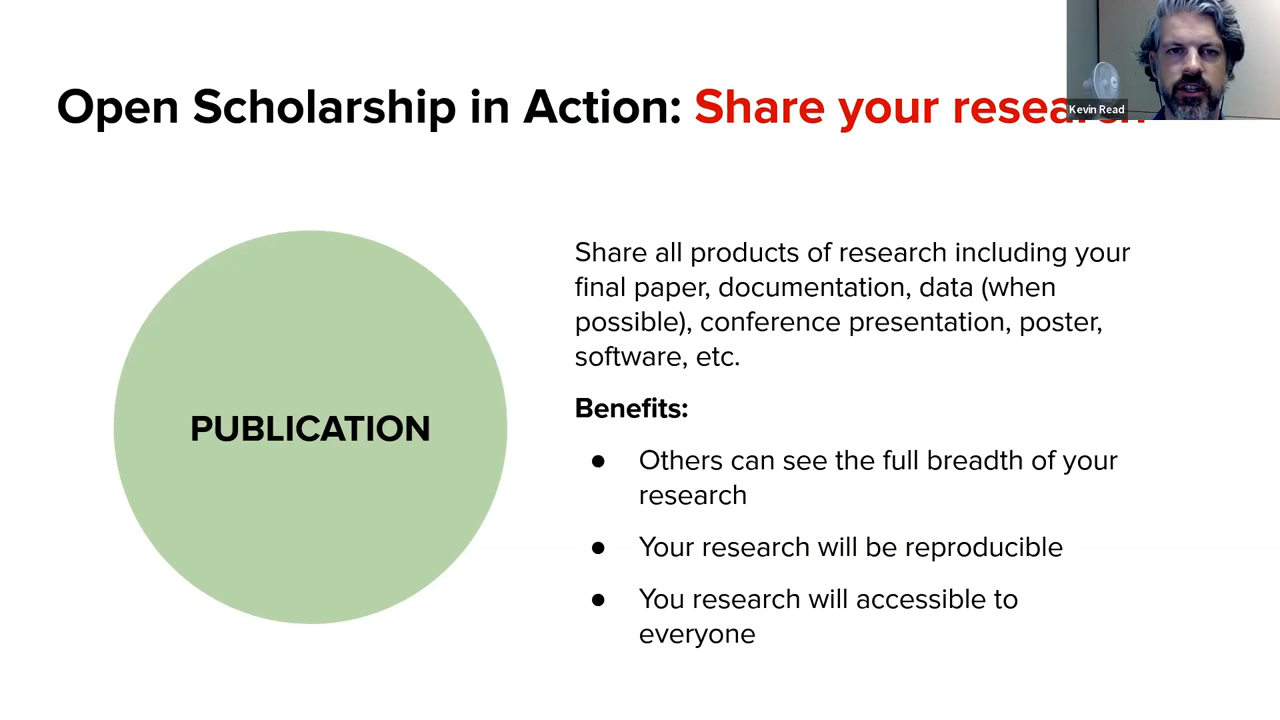 Open Scholarship in Action: Share your research
Kevin Read
PUBLICATION
Share all products of research including your
final paper, documentation, data (when
possible), conference presentation, poster,
software, etc.
Benefits:
● Others can see the full breadth of your
research
● Your research will be reproducible
● You research will accessible to
everyone